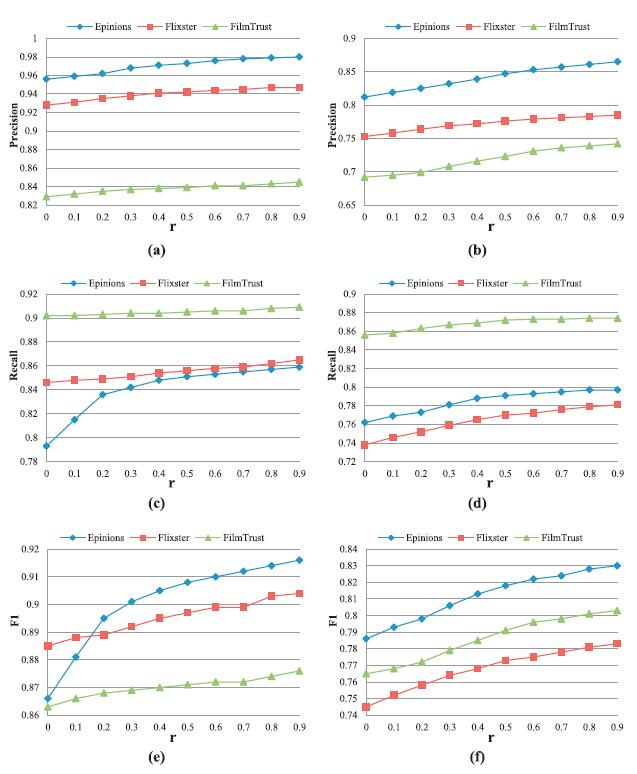 Epinions Flixster FilmTrust
1
0.98
0.96
0.94
0.92
0.9
0.88
0.86
0.84
0.82
Precision
0 0.1 0.2 0.3 0.4 0.5 0.6 0.7 0.8 0.9
r
(a)
Epinions Flixster FilmTrust
0.9
0.85
0.8
0.75
0.7
0.65
Precision
0 0.1 0.2 0.3 0.4 0.5 0.6 0.7 0.8 0.9
r
(b)
Epinions Flixster FilmTrust
0.92
0.9
0.88
0.86
0.84
0.82
0.8
0.78
Recall
0 0.1 0.2 0.3 0.4 0.5 0.6 0.7 0.8 0.9
r
(c)
Epinions Flixster FilmTrust
0.9
0.88
0.86
0.84
0.82
0.8
0.78
0.76
0.74
0.72
Recall
0 0.1 0.2 0.3 0.4 0.5 0.6 0.7 0.8 0.9
r
(d)
Epinions Flixster FilmTrust
0.92
0.91
0.9
0.89
0.88
0.87
0.86
F1
0 0.1 0.2 0.3 0.4 0.5 0.6 0.7 0.8 0.9
r
(e)
Epinions Flixster FilmTrust
0.84
0.83
0.82
0.81
0.8
0.79
0.78
0.77
0.76
0.75
0.74
F1
0 0.1 0.2 0.3 0.4 0.5 0.6 0.7 0.8 0.9
r
(f)